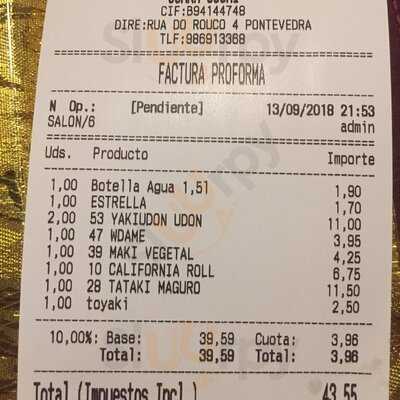 CIF:B94144748
DIRE:RUA DO ROUCO 4 PONTEVEDRA
TLF:986913368
FACTURA PROFORMA
N Op.: [Pendiente] 13/09/2018 21:53
SALON/6 admin
Uds. Producto Importe
1,00 Botella Agua 1,5l 1,90
1,00 ESTRELLA 1,70
2,00 53 YAKIUDON UDON 11,00
1,00 47 WDAME 3,95
1,00 39 MAKI VEGETAL 4,25
1,00 10 CALIFORNIA ROLL 6,75
1,00 28 TATAKI MAGURO 11,50
1,00 toyaki 2,50
10,00%: Base: 39,59 Cuota: 3,96
Total: 39,59 Total: 3,96
Total (Impuestos Incl.) 43,55